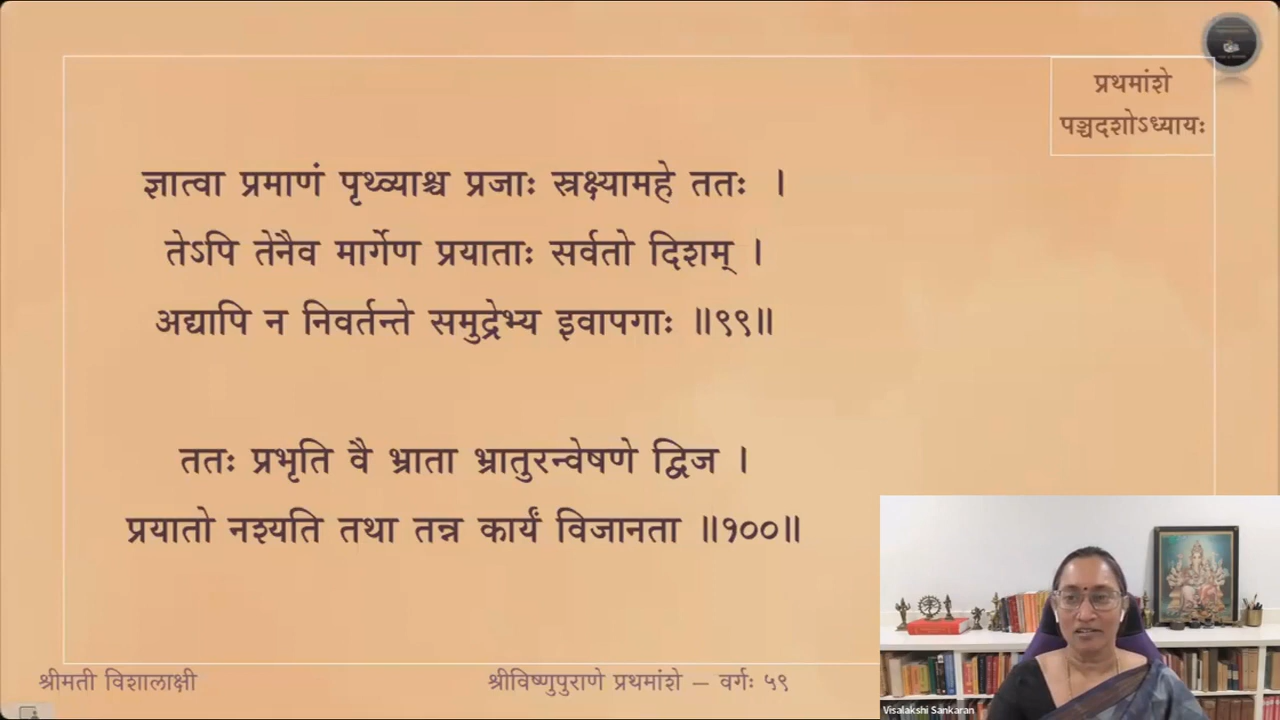 प्रथमांशे
पञ्चदशोऽध्यायः
ज्ञात्वा प्रमाणं पृथ्व्याश्च प्रजाः स्रक्ष्यामहे ततः ।
तेऽपि तेनैव मार्गेण प्रयाताः सर्वतो दिशम् ।
अद्यापि न निवर्तन्ते समुद्रेभ्य इवापगाः ॥९९॥
ततः प्रभृति वै भ्राता भ्रातुरन्वेषणे द्विज ।
प्रयातो नश्यति तथा तन्न कार्यं विजानता ॥१००॥
श्रीमती विशालाक्षी
श्रीविष्णुपुराणे प्रथमांशे – वर्गः ५९
Visalakshi Sankaran